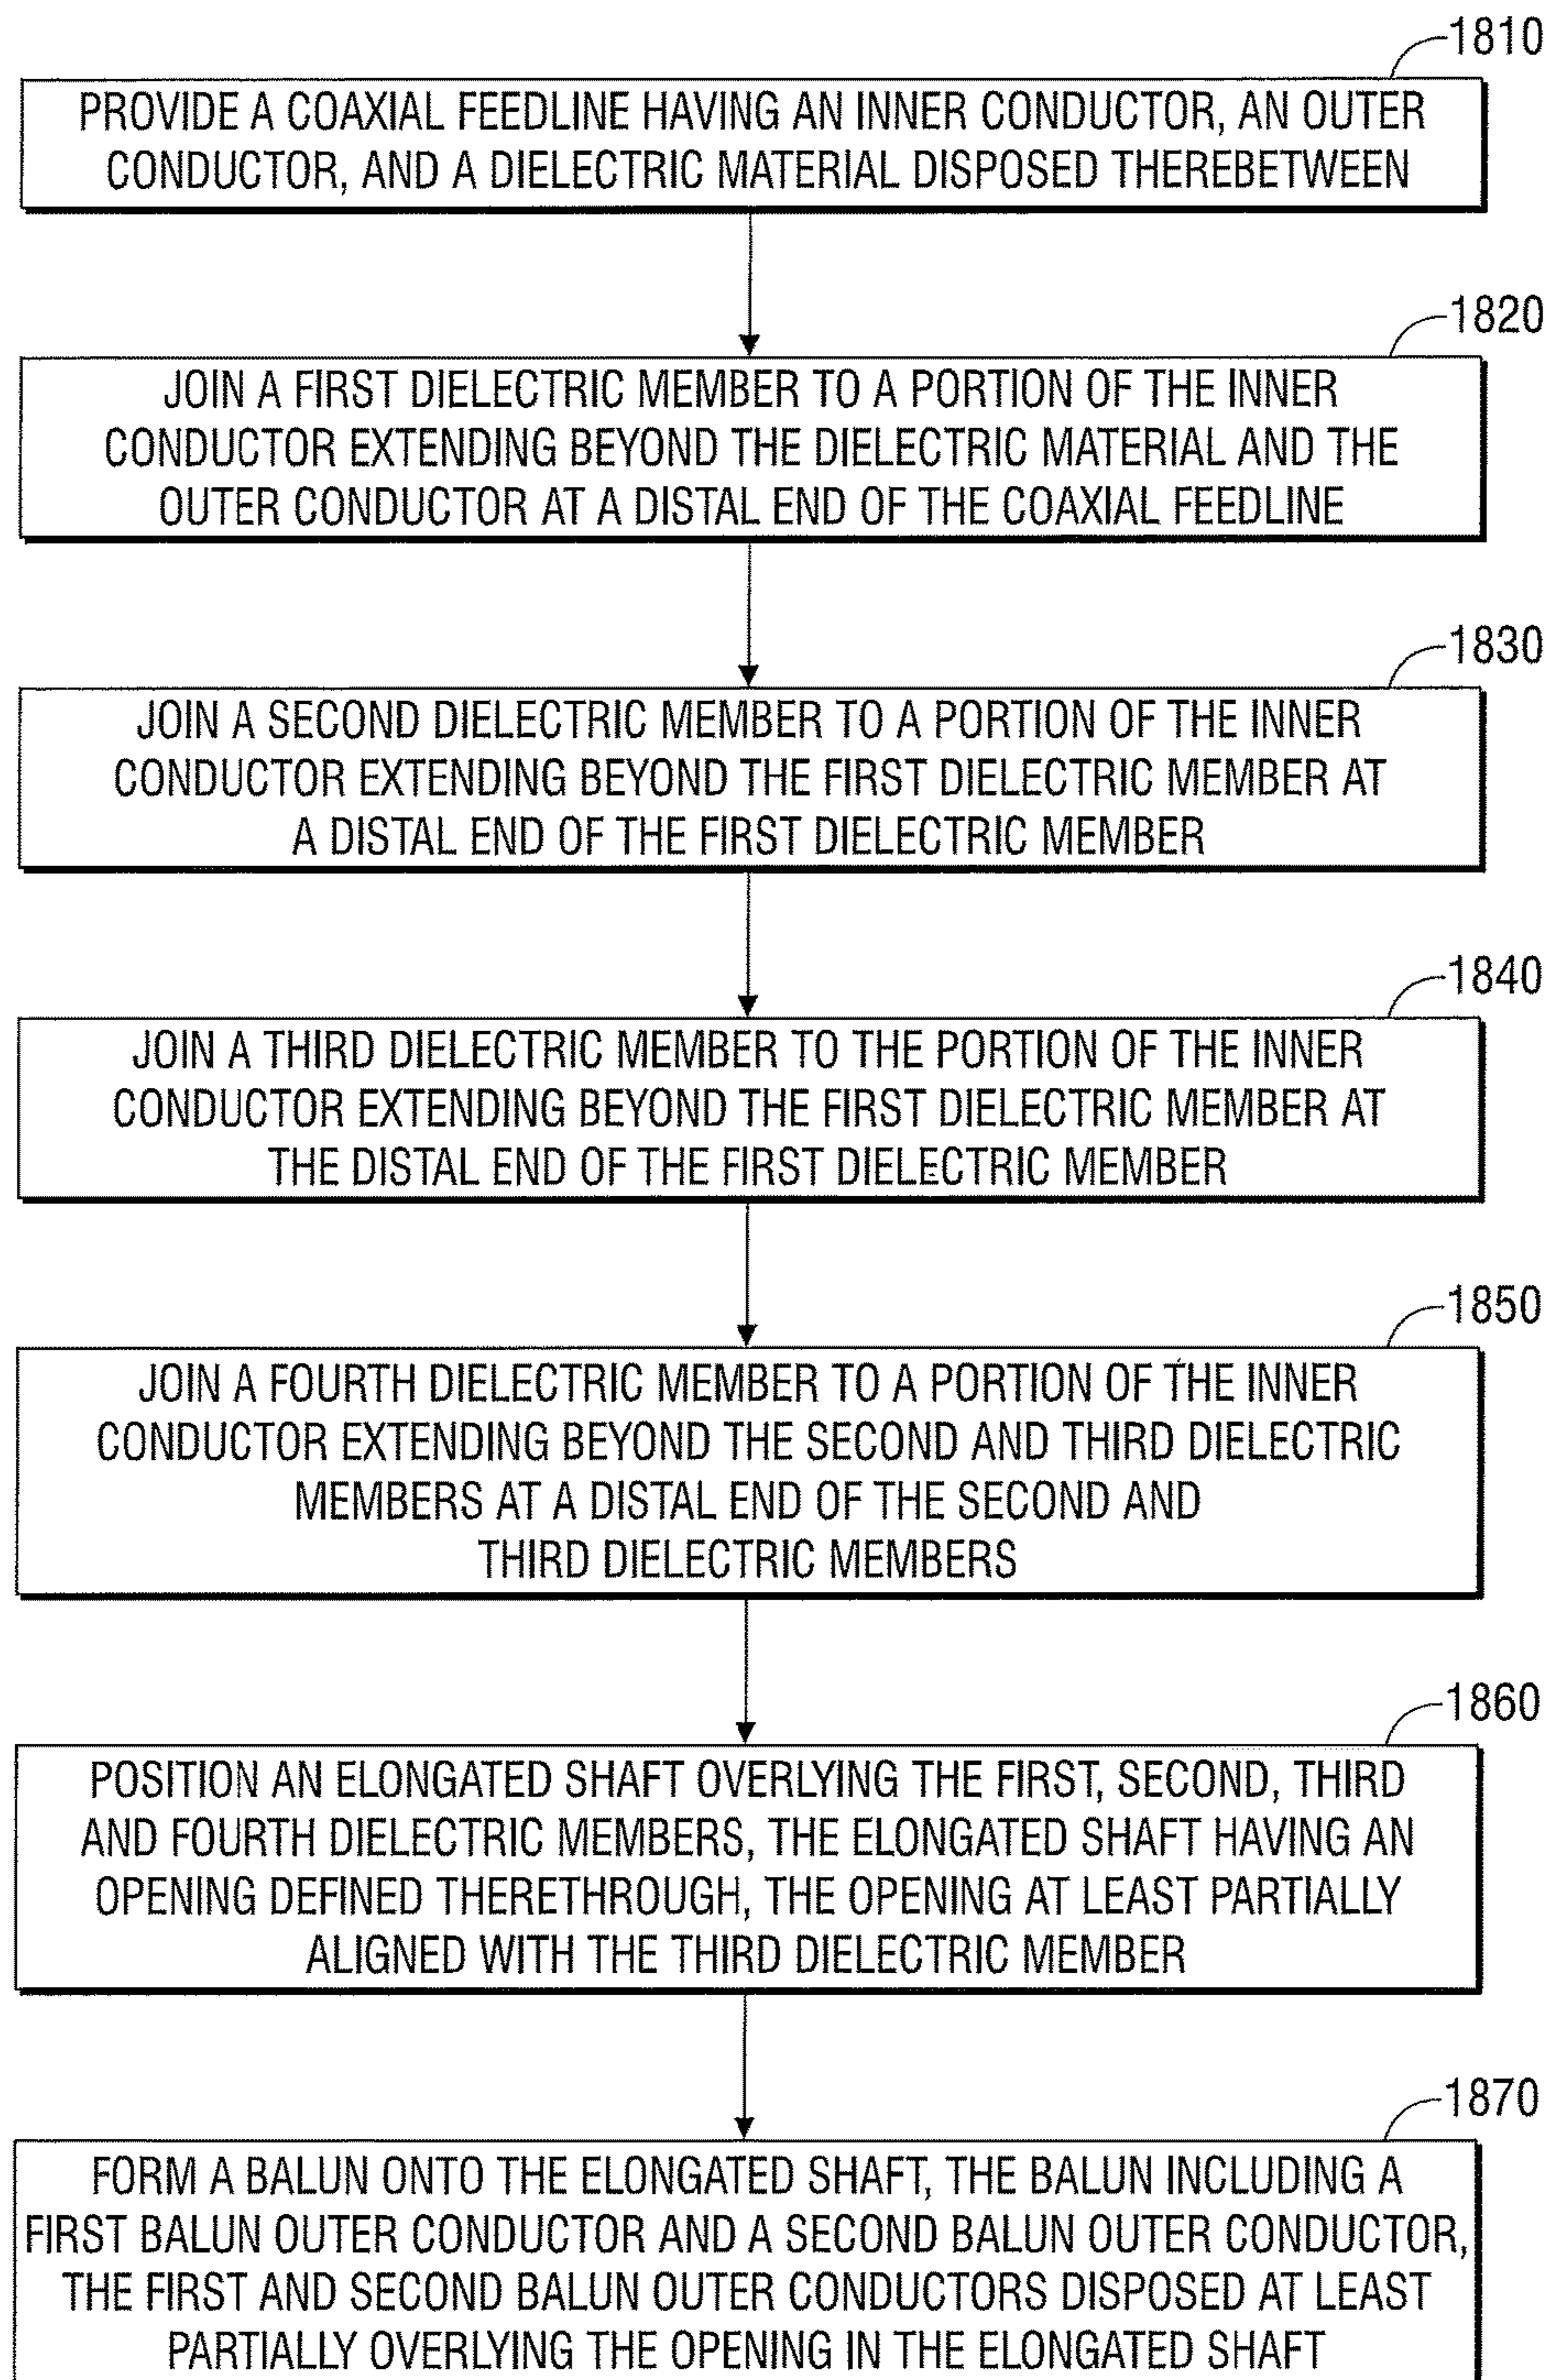 1810
PROVIDE A COAXIAL FEEDLINE HAVING AN INNER CONDUCTOR, AN OUTER
CONDUCTOR, AND A DIELECTRIC MATERIAL DISPOSED THEREBETWEEN
1820
JOIN A FIRST DIELECTRIC MEMBER TO A PORTION OF THE INNER
CONDUCTOR EXTENDING BEYOND THE DIELECTRIC MATERIAL AND THE
OUTER CONDUCTOR AT A DISTAL END OF THE COAXIAL FEEDLINE
1830
JOIN A SECOND DIELECTRIC MEMBER TO A PORTION OF THE INNER
CONDUCTOR EXTENDING BEYOND THE FIRST DIELECTRIC MEMBER AT
A DISTAL END OF THE FIRST DIELECTRIC MEMBER
1840
JOIN A THIRD DIELECTRIC MEMBER TO THE PORTION OF THE INNER
CONDUCTOR EXTENDING BEYOND THE FIRST DIELECTRIC MEMBER AT
THE DISTAL END OF THE FIRST DIELECTRIC MEMBER
1850
JOIN A FOURTH DIELECTRIC MEMBER TO A PORTION OF THE INNER
CONDUCTOR EXTENDING BEYOND THE SECOND AND THIRD DIELECTRIC
MEMBERS AT A DISTAL END OF THE SECOND AND
THIRD DIELECTRIC MEMBERS
1860
POSITION AN ELONGATED SHAFT OVERLYING THE FIRST, SECOND, THIRD
AND FOURTH DIELECTRIC MEMBERS, THE ELONGATED SHAFT HAVING AN
OPENING DEFINED THERETHROUGH, THE OPENING AT LEAST PARTIALLY
ALIGNED WITH THE THIRD DIELECTRIC MEMBER
1870
FORM A BALUN ONTO THE ELONGATED SHAFT, THE BALUN INCLUDING A
FIRST BALUN OUTER CONDUCTOR AND A SECOND BALUN OUTER CONDUCTOR,
THE FIRST AND SECOND BALUN OUTER CONDUCTORS DISPOSED AT LEAST
PARTIALLY OVERLYING THE OPENING IN THE ELONGATED SHAFT